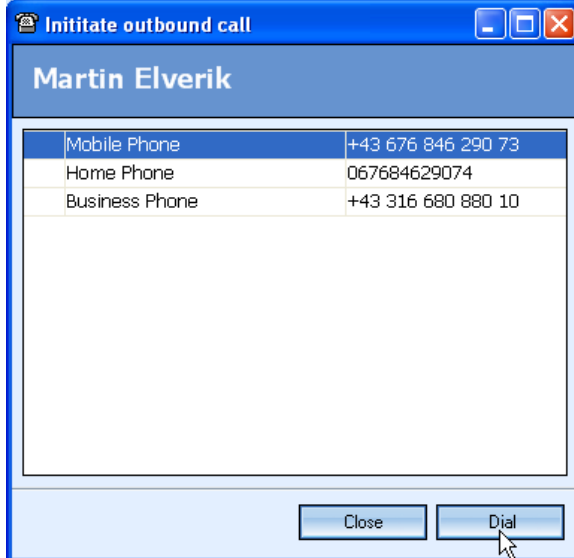 Inititate outbound call
Martin Elverik
Mobile Phone +43 676 846 290 73
Home Phone 067684629074
Business Phone +43 316 680 880 10
Close Dial